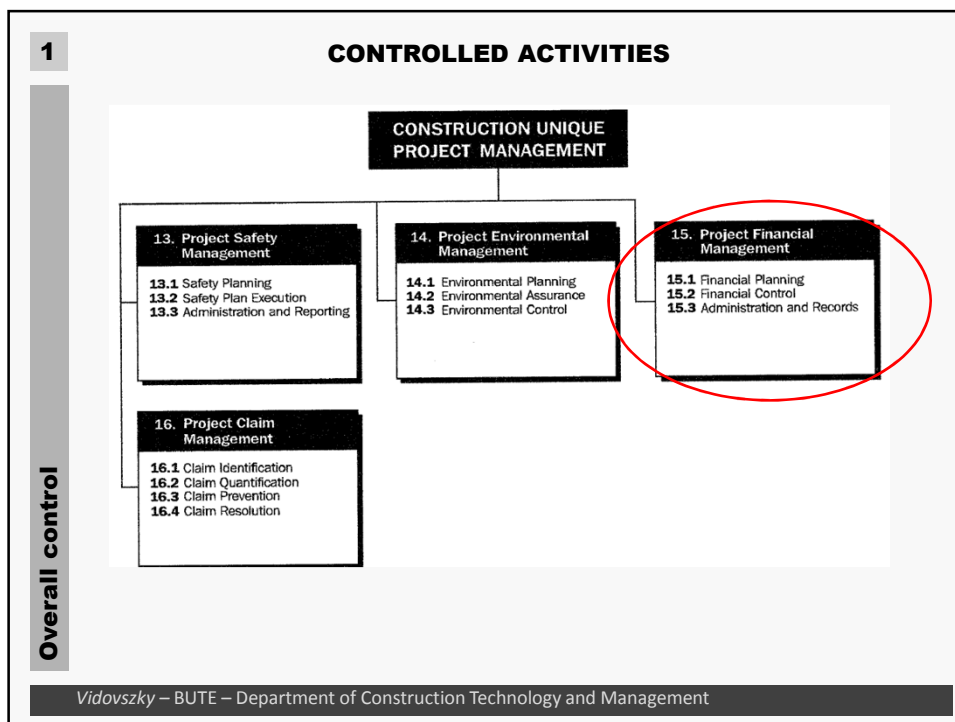 1
CONTROLLED ACTIVITIES
Overall control
CONSTRUCTION UNIQUE
PROJECT MANAGEMENT
13. Project Safety
Management
13.1 Safety Planning
13.2 Safety Plan Execution
13.3 Administration and Reporting
14. Project Environmental
Management
14.1 Environmental Planning
14.2 Environmental Assurance
14.3 Environmental Control
15. Project Financial
Management
15.1 Financial Planning
15.2 Financial Control
15.3 Administration and Records
16. Project Claim
Management
16.1 Claim Identification
16.2 Claim Quantification
16.3 Claim Prevention
16.4 Claim Resolution
Vidovszky – BUTE – Department of Construction Technology and Management